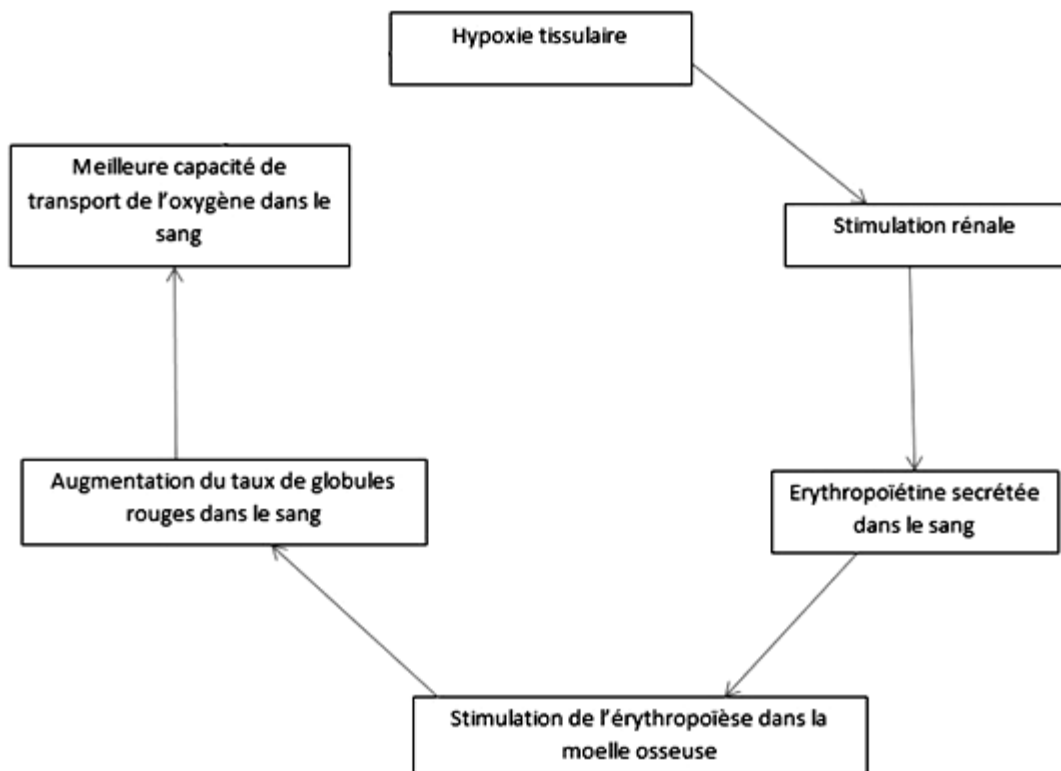 Hypoxie tissulaire
Stimulation rénale
Erythropoïétine secrétée
dans le sang
Stimulation de l'érythropoïèse dans la
moelle osseuse
Augmentation du taux de globules
rouges dans le sang
Meilleure capacité de
transport de l'oxygène dans le
sang